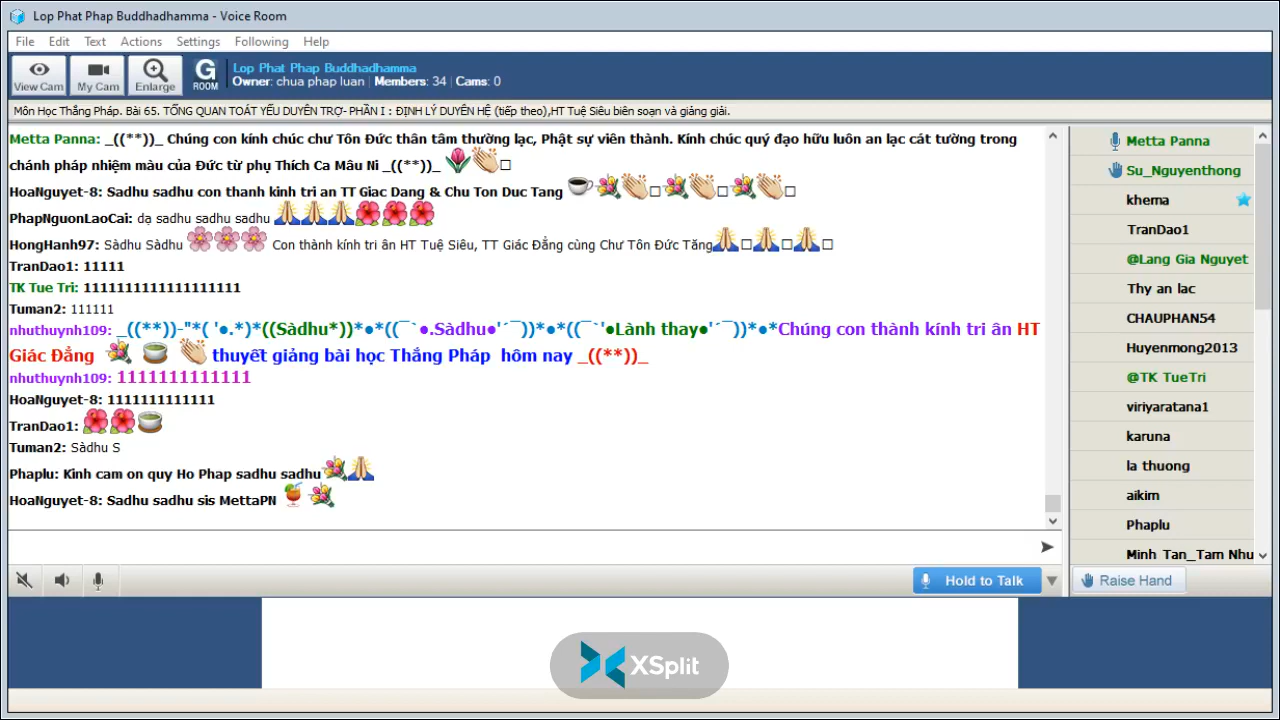 Lop Phat Phap Buddhadhamma - Voice Room
File Edit Text Actions Settings Following Help
View Cam My Cam Enlarge G ROOM
Lop Phat Phap Buddhadhamma
Owner: chua phap luan | Members: 34 | Cams: 0
Môn Học Thắng Pháp. Bài 65. TỔNG QUAN TOÁT YẾU DUYÊN TRỢ- PHẦN I : ĐỊNH LÝ DUYÊN HỆ (tiếp theo),HT Tuệ Siêu biên soạn và giảng giải.
Metta Panna: _((**))_ Chúng con kính chúc chư Tôn Đức thân tâm thường lạc, Phật sự viên thành. Kính chúc quý đạo hữu luôn an lạc cát tường trong
chánh pháp nhiệm màu của Đức từ phụ Thích Ca Mâu Ni _((**))_
HoaNguyet-8: Sadhu sadhu con thanh kinh tri an TT Giac Dang & Chu Ton Duc Tang
PhapNguonLaoCai: dạ sadhu sadhu sadhu
HongHanh97: Sàdhu Sàdhu Con thành kính tri ân HT Tuệ Siêu, TT Giác Đẳng cùng Chư Tôn Đức Tăng
TranDao1: 11111
TK Tue Tri: 1111111111111111111
Tuman2: 111111
nhuthuynh109: _((**))-"*( '●.*)*((Sàdhu*))*●*((¯`●.Sàdhu●'´¯))*●*((¯`'●Lành thay●'´¯))*●*Chúng con thành kính tri ân HT
Giác Đẳng thuyết giảng bài học Thắng Pháp hôm nay _((**))_
nhuthuynh109: 1111111111111
HoaNguyet-8: 1111111111111
TranDao1:
Tuman2: Sàdhu S
Phaplu: Kinh cam on quy Ho Phap sadhu sadhu
HoaNguyet-8: Sadhu sadhu sis MettaPN
Hold to Talk
Metta Panna
Su_Nguyenthong
khema
TranDao1
@Lang Gia Nguyet
Thy an lac
CHAUPHAN54
Huyenmong2013
@TK TueTri
viriyaratana1
karuna
la thuong
aikim
Phaplu
Minh Tan_Tam Nhu
Raise Hand
XSplit